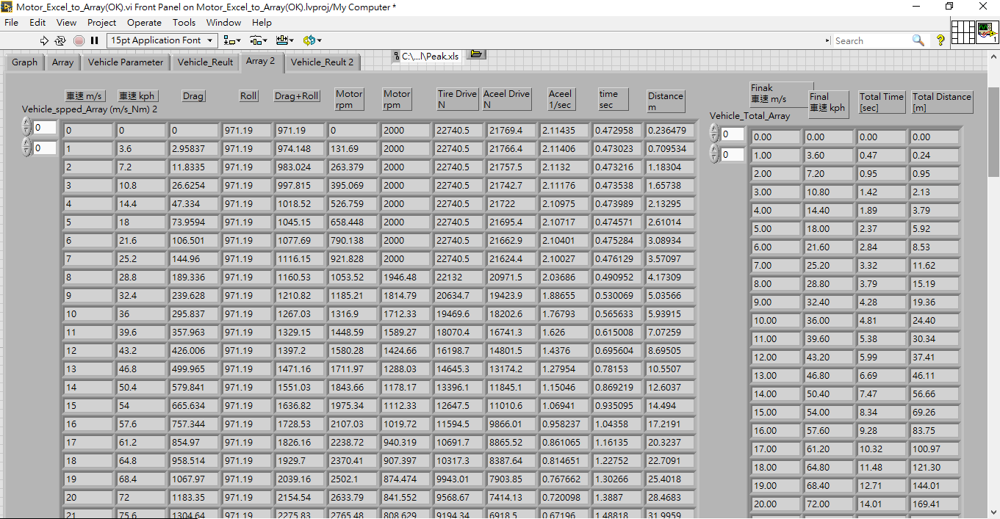 Motor_Excel_to_Array(OK).vi Front Panel on Motor_Excel_to_Array(OK).lvproj/My Computer *
File Edit View Project Operate Tools Window Help
15pt Application Font Search ?
C:\...l\Peak.xls
Graph Array Vehicle Parameter Vehicle_Reult Array 2 Vehicle_Reult 2
車速 m/s 車速 kph Drag Roll Drag+Roll Motor rpm Motor rpm Tire Drive N Aceel Drive N Aceel 1/sec time sec Distance m
Vehicle_spped_Array (m/s_Nm) 2
0
0
0 0 0 971.19 971.19 0 2000 22740.5 21769.4 2.11435 0.472958 0.236479
1 3.6 2.95837 971.19 974.148 131.69 2000 22740.5 21766.4 2.11406 0.473023 0.709534
2 7.2 11.8335 971.19 983.024 263.379 2000 22740.5 21757.5 2.1132 0.473216 1.18304
3 10.8 26.6254 971.19 997.815 395.069 2000 22740.5 21742.7 2.11176 0.473538 1.65738
4 14.4 47.334 971.19 1018.52 526.759 2000 22740.5 21722 2.10975 0.473989 2.13295
5 18 73.9594 971.19 1045.15 658.448 2000 22740.5 21695.4 2.10717 0.474571 2.61014
6 21.6 106.501 971.19 1077.69 790.138 2000 22740.5 21662.9 2.10401 0.475284 3.08934
7 25.2 144.96 971.19 1116.15 921.828 2000 22740.5 21624.4 2.10027 0.476129 3.57097
8 28.8 189.336 971.19 1160.53 1053.52 1946.48 22132 20971.5 2.03686 0.490952 4.17309
9 32.4 239.628 971.19 1210.82 1185.21 1814.79 20634.7 19423.9 1.88655 0.530069 5.03566
10 36 295.837 971.19 1267.03 1316.9 1712.33 19469.6 18202.6 1.76793 0.565633 5.93915
11 39.6 357.963 971.19 1329.15 1448.59 1589.27 18070.4 16741.3 1.626 0.615008 7.07259
12 43.2 426.006 971.19 1397.2 1580.28 1424.66 16198.7 14801.5 1.4376 0.695604 8.69505
13 46.8 499.965 971.19 1471.16 1711.97 1288.03 14645.3 13174.2 1.27954 0.78153 10.5507
14 50.4 579.841 971.19 1551.03 1843.66 1178.17 13396.1 11845.1 1.15046 0.869219 12.6037
15 54 665.634 971.19 1636.82 1975.34 1112.33 12647.5 11010.6 1.06941 0.935095 14.494
16 57.6 757.344 971.19 1728.53 2107.03 1019.72 11594.5 9866.01 0.958237 1.04358 17.2191
17 61.2 854.97 971.19 1826.16 2238.72 940.319 10691.7 8865.52 0.861065 1.16135 20.3237
18 64.8 958.514 971.19 1929.7 2370.41 907.397 10317.3 8387.64 0.814651 1.22752 22.7091
19 68.4 1067.97 971.19 2039.16 2502.1 874.474 9943.01 7903.85 0.767662 1.30266 25.4018
20 72 1183.35 971.19 2154.54 2633.79 841.552 9568.67 7414.13 0.720098 1.3887 28.4683
21 75.6 1304.64 971.19 2275.83 2765.48 808.629 9194.34 6918.5 0.67196 1.48818 31.9959
Finak 車速 m/s Final 車速 kph Total Time [sec] Total Distance [m]
Vehicle_Total_Array
0
0
0.00 0.00 0.00 0.00
1.00 3.60 0.47 0.24
2.00 7.20 0.95 0.95
3.00 10.80 1.42 2.13
4.00 14.40 1.89 3.79
5.00 18.00 2.37 5.92
6.00 21.60 2.84 8.53
7.00 25.20 3.32 11.62
8.00 28.80 3.79 15.19
9.00 32.40 4.28 19.36
10.00 36.00 4.81 24.40
11.00 39.60 5.38 30.34
12.00 43.20 5.99 37.41
13.00 46.80 6.69 46.11
14.00 50.40 7.47 56.66
15.00 54.00 8.34 69.26
16.00 57.60 9.28 83.75
17.00 61.20 10.32 100.97
18.00 64.80 11.48 121.30
19.00 68.40 12.71 144.01
20.00 72.00 14.01 169.41